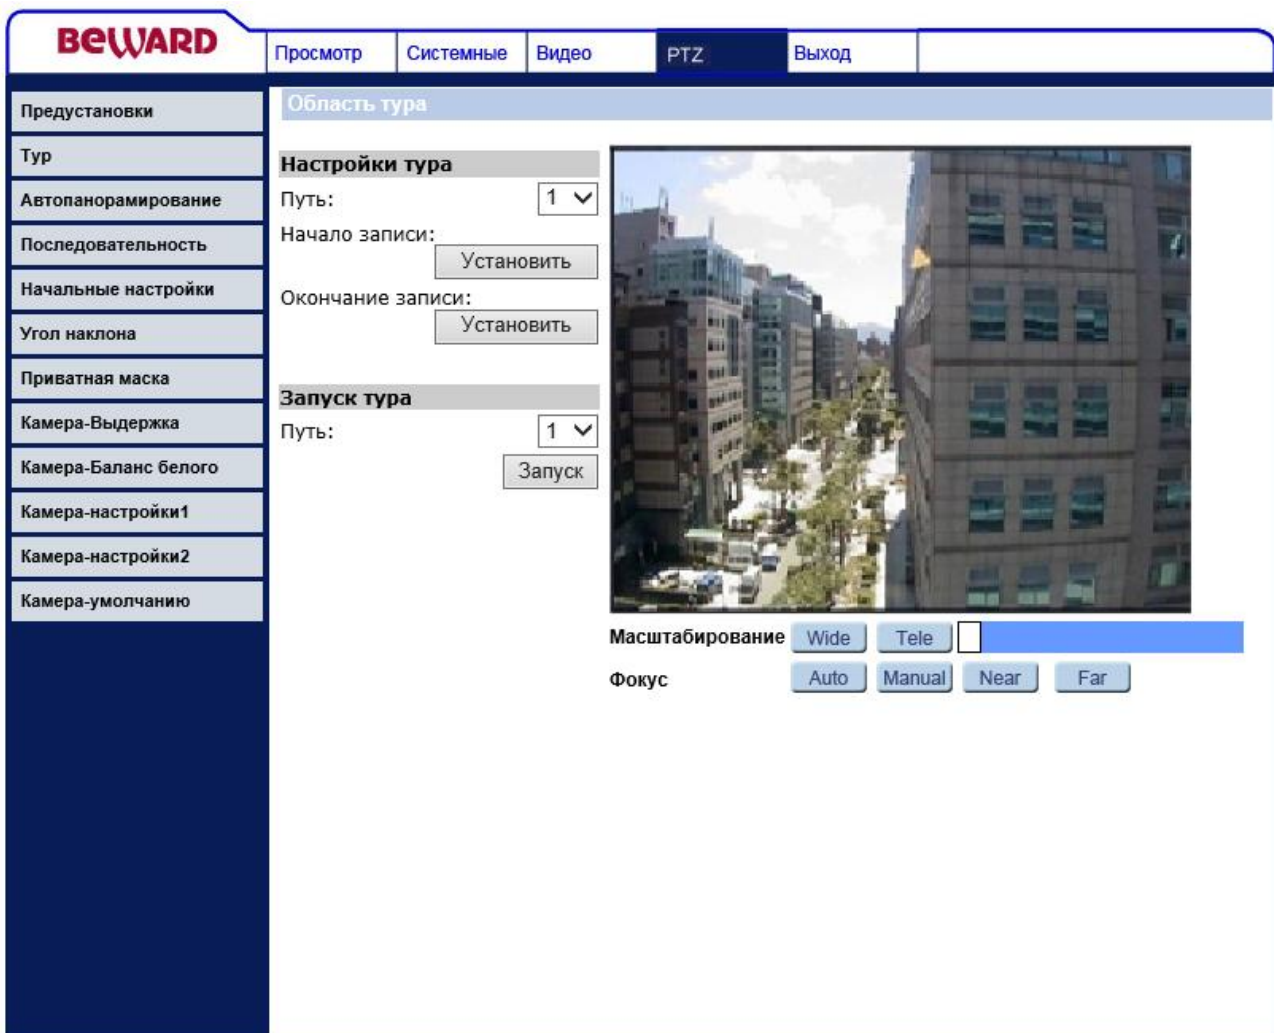 BEWARD
Просмотр Системные Видео PTZ Выход
Предустановки
Тур
Автопанорамирование
Последовательность
Начальные настройки
Угол наклона
Приватная маска
Камера-Выдержка
Камера-Баланс белого
Камера-настройки1
Камера-настройки2
Камера-умолчанию
Область тура
Настройки тура
Путь: 1
Начало записи:
Установить
Окончание записи:
Установить
Запуск тура
Путь: 1
Запуск
Масштабирование Wide Tele
Фокус Auto Manual Near Far